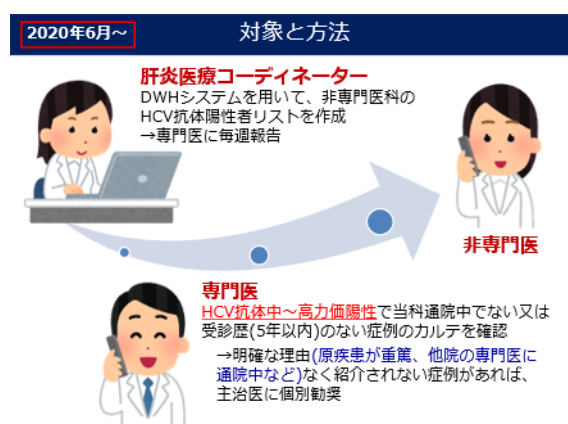 2020年6月～
対象と方法
肝炎医療コーディネーター
DWHシステムを用いて、非専門医科の
HCV抗体陽性者リストを作成
→専門医に毎週報告
非専門医
専門医
HCV抗体中～高力価陽性で当科通院中でない又は
受診歴(5年以内)のない症例のカルテを確認
→明確な理由(原疾患が重篤、他院の専門医に
通院中など)なく紹介されない症例があれば、
主治医に個別勧奨